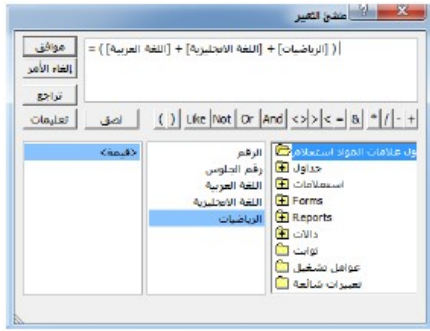 منشئ التعبير
= ( [اللغة العربية] + [اللغة الانجليزية] + [الرياضيات] )
موافق
إلغاء الأمر
تراجع
تعليمات
+ - / * & = < > <> And Or Not Like ( ) لصق
ول علامات المواد استعلام
جداول
استعلامات
Forms
Reports
دالات
ثوابت
عوامل تشغيل
تعبيرات شائعة
الرقم
رقم الجلوس
اللغة العربية
اللغة الانجليزية
الرياضيات
<قيمة>